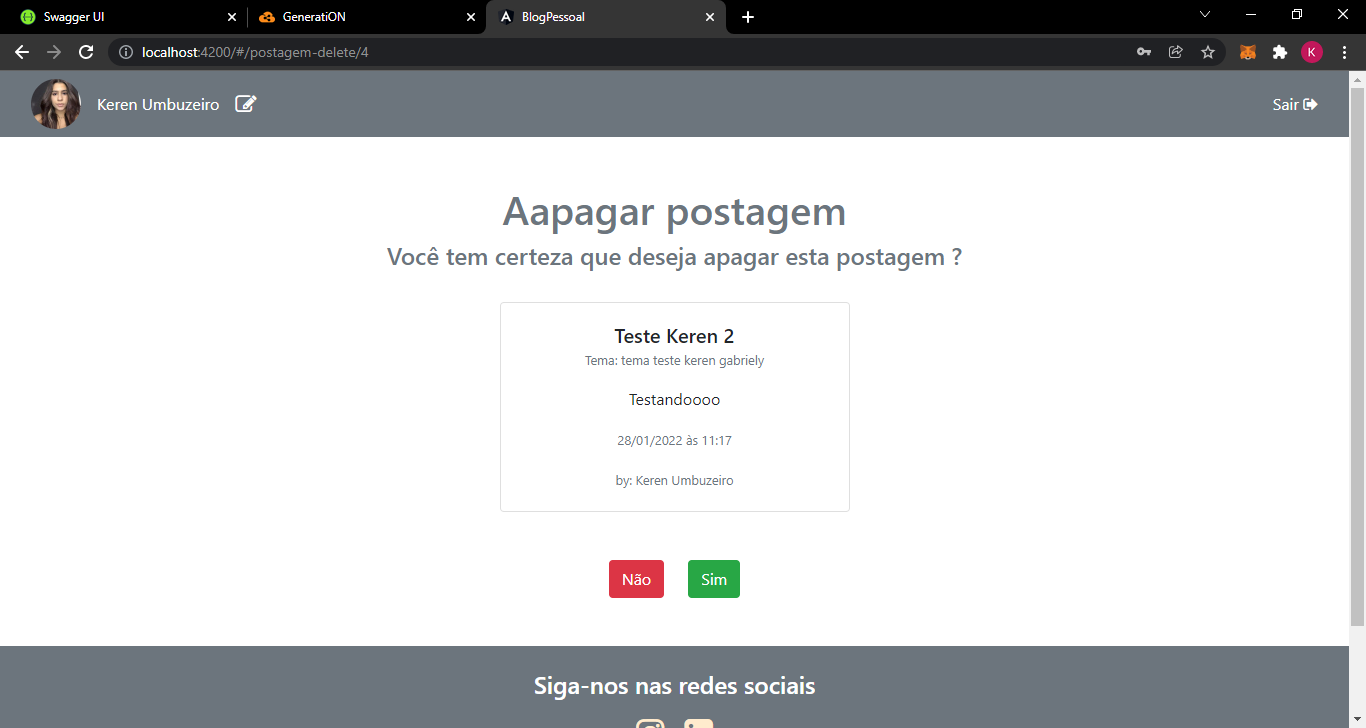 Swagger UI
GeneratiON
BlogPessoal
localhost:4200/#/postagem-delete/4
K
Keren Umbuzeiro
Sair
Aapagar postagem
Você tem certeza que deseja apagar esta postagem ?
Teste Keren 2
Tema: tema teste keren gabriely
Testandoooo
28/01/2022 às 11:17
by: Keren Umbuzeiro
Não
Sim
Siga-nos nas redes sociais